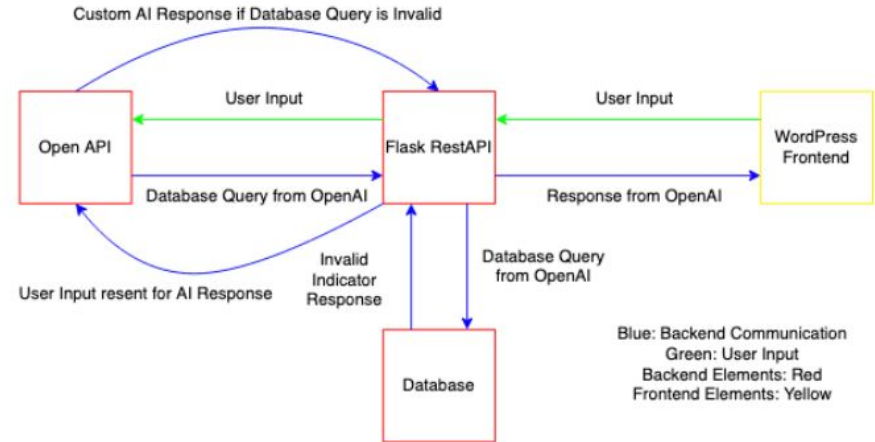 Custom AI Response if Database Query is Invalid
User Input
User Input
Open API
Flask RestAPI
WordPress
Frontend
Database Query from OpenAI
Response from OpenAI
User Input resent for AI Response
Invalid
Indicator
Response
Database Query
from OpenAI
Database
Blue: Backend Communication
Green: User Input
Backend Elements: Red
Frontend Elements: Yellow